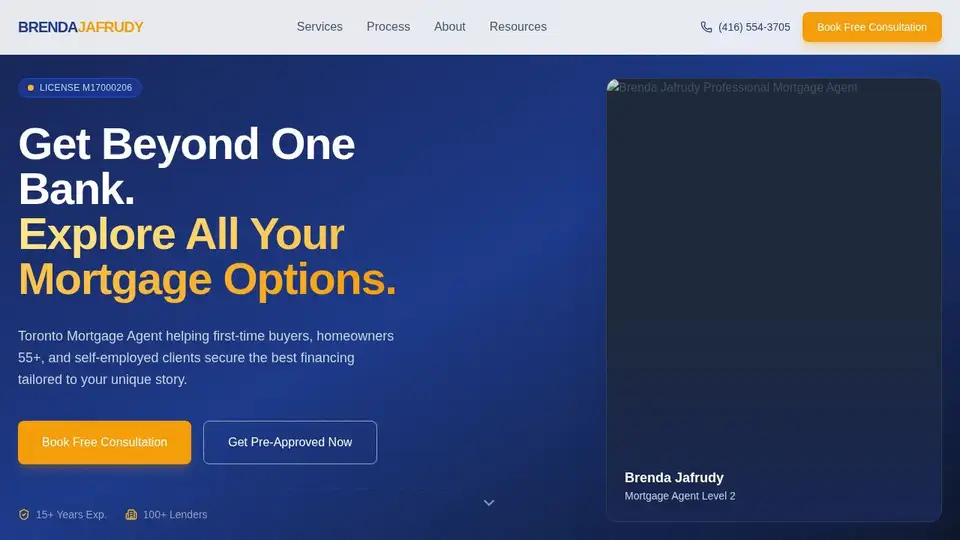 BRENDAJAFRUDY
Services
Process
About
Resources
(416) 554-3705
Book Free Consultation
LICENSE M17000206
Get Beyond One
Bank.
Explore All Your
Mortgage Options.
Toronto Mortgage Agent helping first-time buyers, homeowners
55+, and self-employed clients secure the best financing
tailored to your unique story.
Book Free Consultation
Get Pre-Approved Now
15+ Years Exp.
100+ Lenders
Brenda Jafrudy Professional Mortgage Agent
Brenda Jafrudy
Mortgage Agent Level 2